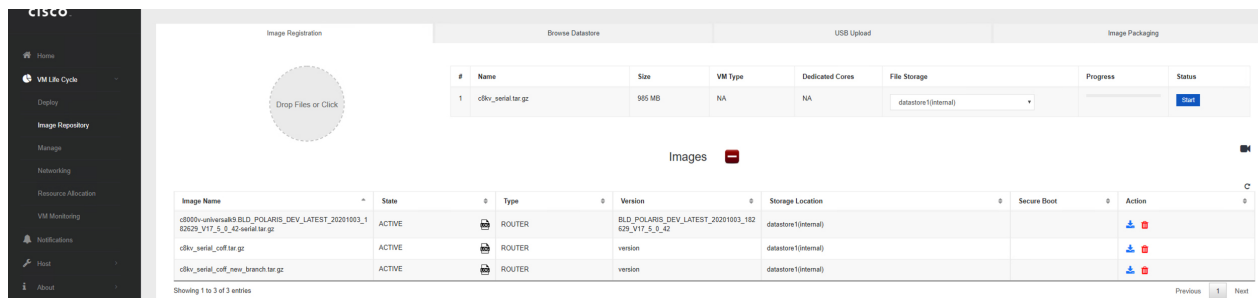 CISCO
Home
VM Life Cycle
Deploy
Image Repository
Manage
Networking
Resource Allocation
VM Monitoring
Notifications
Host
About
Image Registration
Browse Datastore
USB Upload
Image Packaging
Drop Files or Click
# Name Size VM Type Dedicated Cores File Storage Progress Status
1 c8kv_serial.tar.gz 985 MB NA NA datastore1(internal) Start
Images
Image Name State Type Version Storage Location Secure Boot Action
c8000v-universalk9.BLD_POLARIS_DEV_LATEST_20201003_1 ACTIVE ROUTER BLD_POLARIS_DEV_LATEST_20201003_182 datastore1(internal)
82629_V17_5_0_42-serial.tar.gz 629_V17_5_0_42
c8kv_serial_coff.tar.gz ACTIVE ROUTER version datastore1(internal)
c8kv_serial_coff_new_branch.tar.gz ACTIVE ROUTER version datastore1(internal)
Showing 1 to 3 of 3 entries
Previous 1 Next